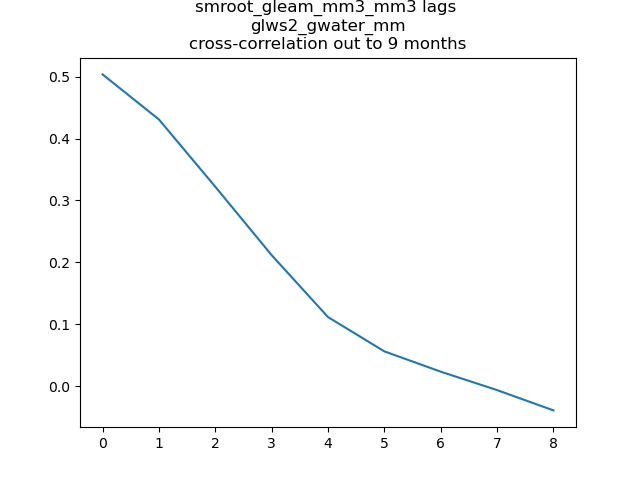 smroot_gleam_mm3_mm3 lags
glws2_gwater_mm
cross-correlation out to 9 months
0.5
0.4
0.3
0.2
0.1
0.0
0 1 2 3 4 5 6 7 8